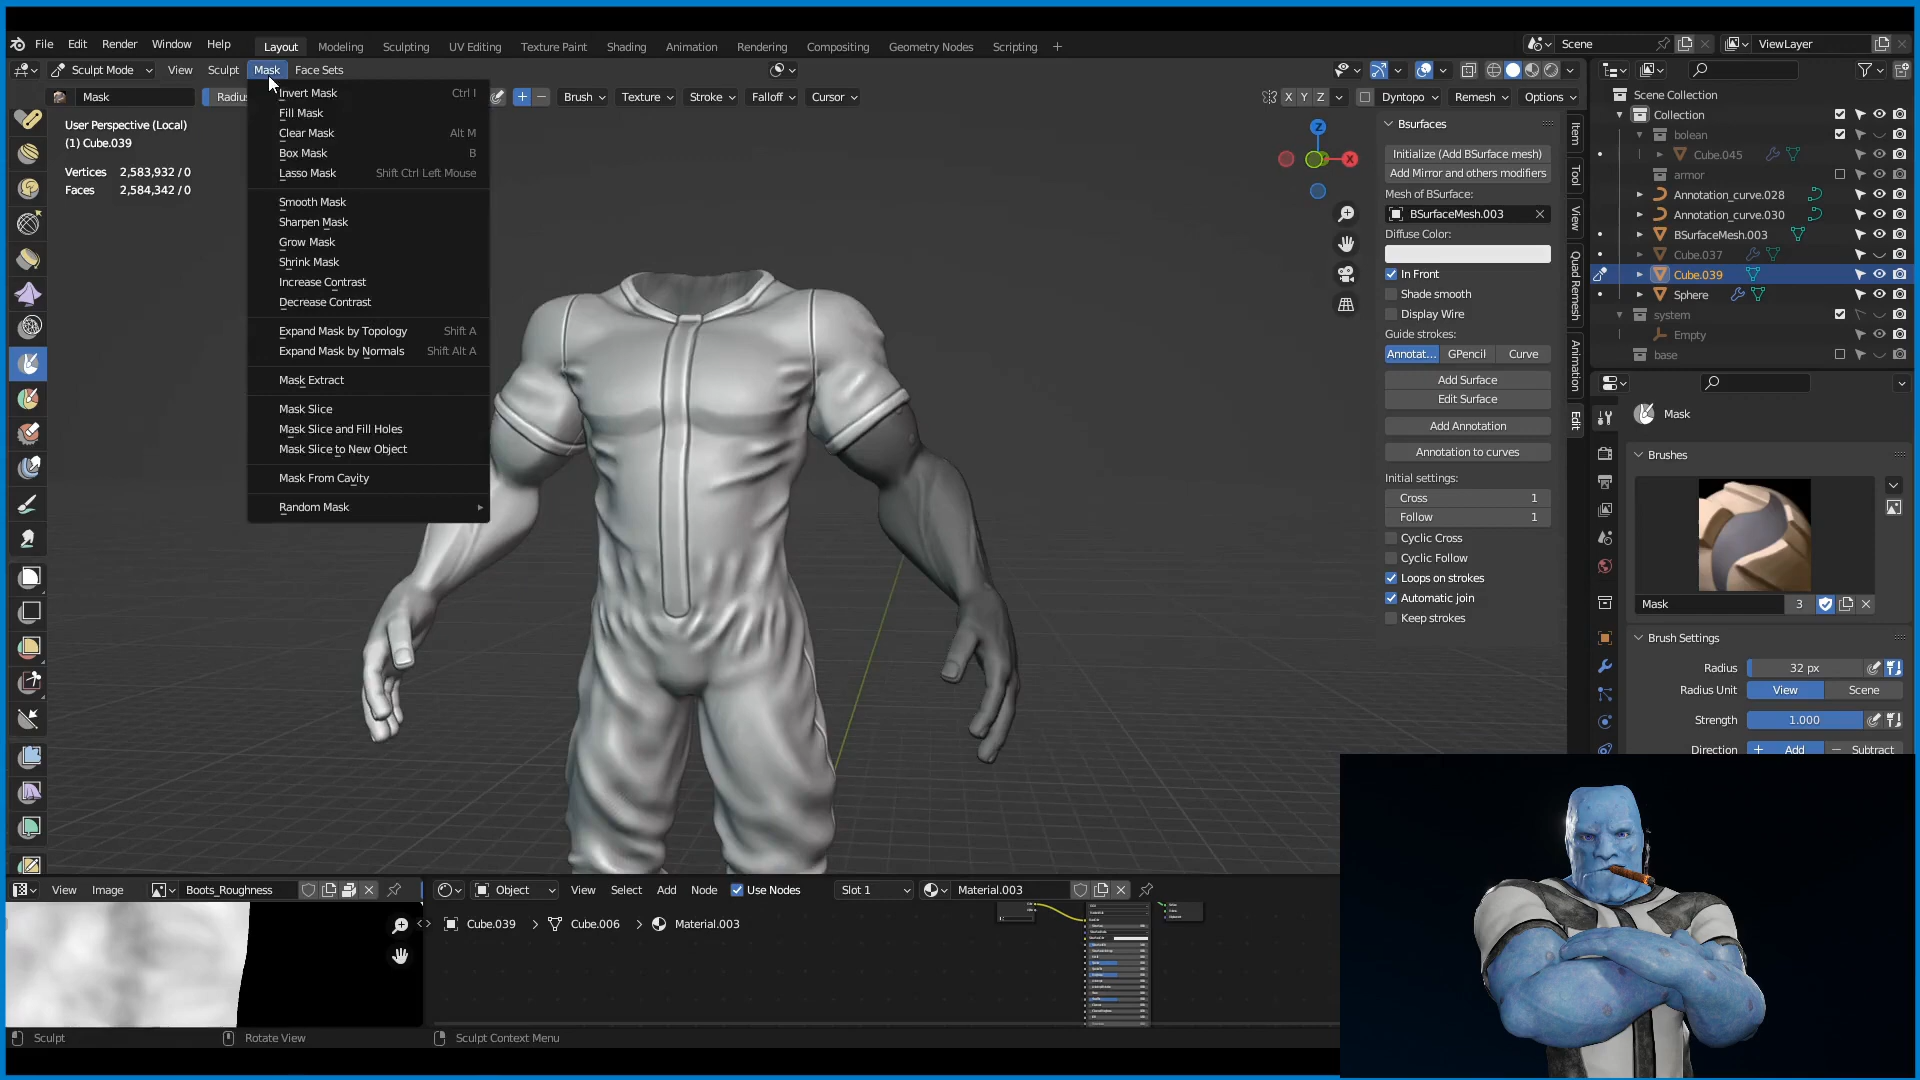 File Edit Render Window Help Layout Modeling Sculpting UV Editing Texture Paint Shading Animation Rendering Compositing Geometry Nodes Scripting + Scene ViewLayer
Sculpt Mode View Sculpt Mask Face Sets
Mask Radiu Brush Texture Stroke Falloff Cursor X Y Z Dyntopo Remesh Options
User Perspective (Local)
(1) Cube.039
Vertices 2,583,932 / 0
Faces 2,584,342 / 0
Invert Mask Ctrl I
Fill Mask
Clear Mask Alt M
Box Mask B
Lasso Mask Shift Ctrl Left Mouse
Smooth Mask
Sharpen Mask
Grow Mask
Shrink Mask
Increase Contrast
Decrease Contrast
Expand Mask by Topology Shift A
Expand Mask by Normals Shift Alt A
Mask Extract
Mask Slice
Mask Slice and Fill Holes
Mask Slice to New Object
Mask From Cavity
Random Mask
Z
X
Bsurfaces
Initialize (Add BSurface mesh)
Add Mirror and others modifiers
Mesh of BSurface:
BSurfaceMesh.003
Diffuse Color:
In Front
Shade smooth
Display Wire
Guide strokes:
Annotat... GPencil Curve
Add Surface
Edit Surface
Add Annotation
Annotation to curves
Initial settings:
Cross 1
Follow 1
Cyclic Cross
Cyclic Follow
Loops on strokes
Automatic join
Keep strokes
Item
Tool
View
Quad Remesh
Animation
Edit
Scene Collection
Collection
bolean
Cube.045
armor
Annotation_curve.028
Annotation_curve.030
BSurfaceMesh.003
Cube.037
Cube.039
Sphere
system
Empty
base
Mask
Brushes
Mask 3
Brush Settings
Radius 32 px
Radius Unit View Scene
Strength 1.000
Direction + Add − Subtract
View Image Boots_Roughness
Object View Select Add Node Use Nodes Slot 1 Material.003
Cube.039 > Cube.006 > Material.003
Sculpt Rotate View Sculpt Context Menu